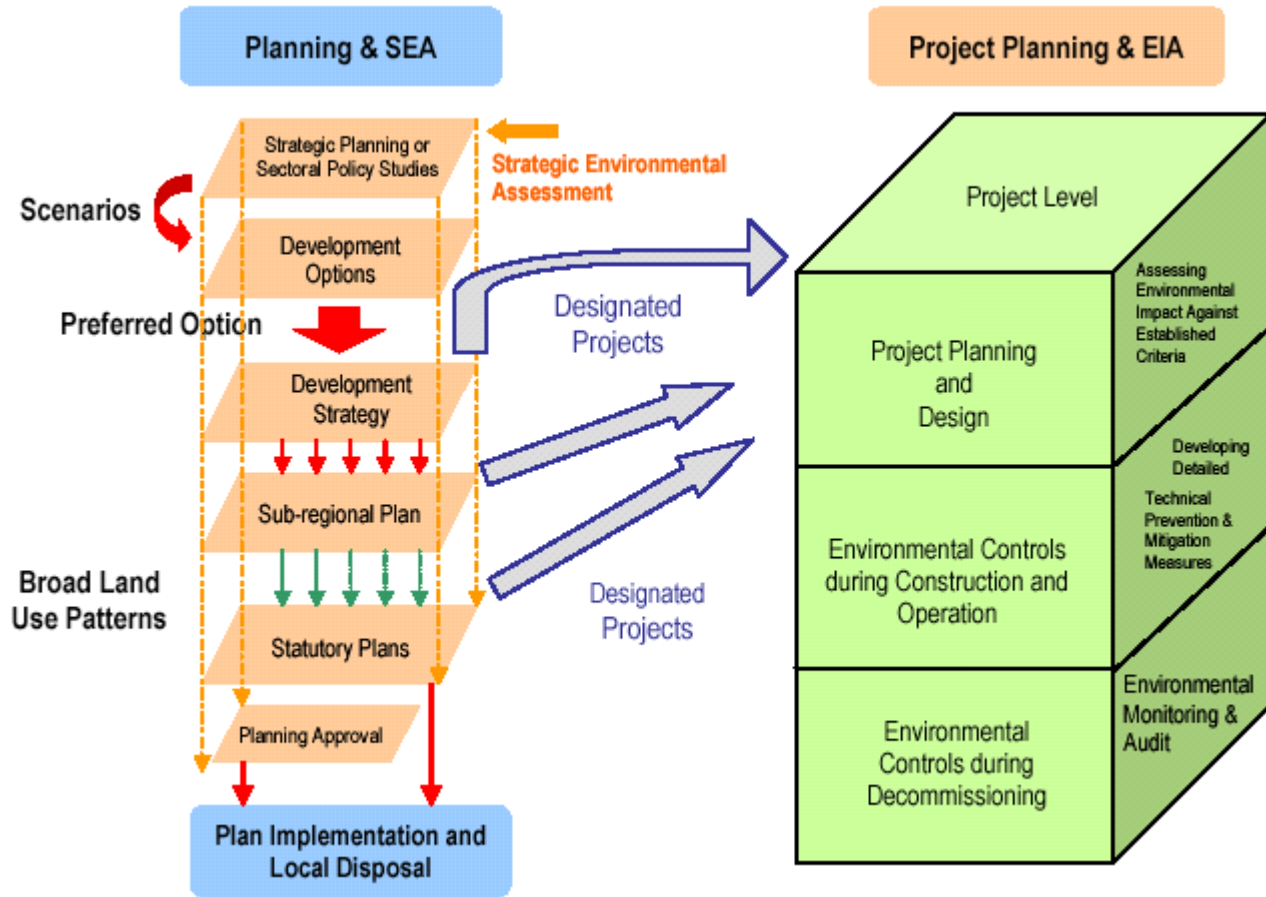 Planning & SEA
Project Planning & EIA
Strategic Planning or
Sectoral Policy Studies
Strategic Environmental
Assessment
Scenarios
Development
Options
Preferred Option
Development
Strategy
Sub-regional Plan
Broad Land
Use Patterns
Statutory Plans
Planning Approval
Plan Implementation and
Local Disposal
Designated
Projects
Designated
Projects
Project Level
Project Planning
and
Design
Environmental Controls
during Construction and
Operation
Environmental
Controls during
Decommissioning
Assessing
Environmental
Impact Against
Established
Criteria
Developing
Detailed
Technical
Prevention &
Mitigation
Measures
Environmental
Monitoring &
Audit